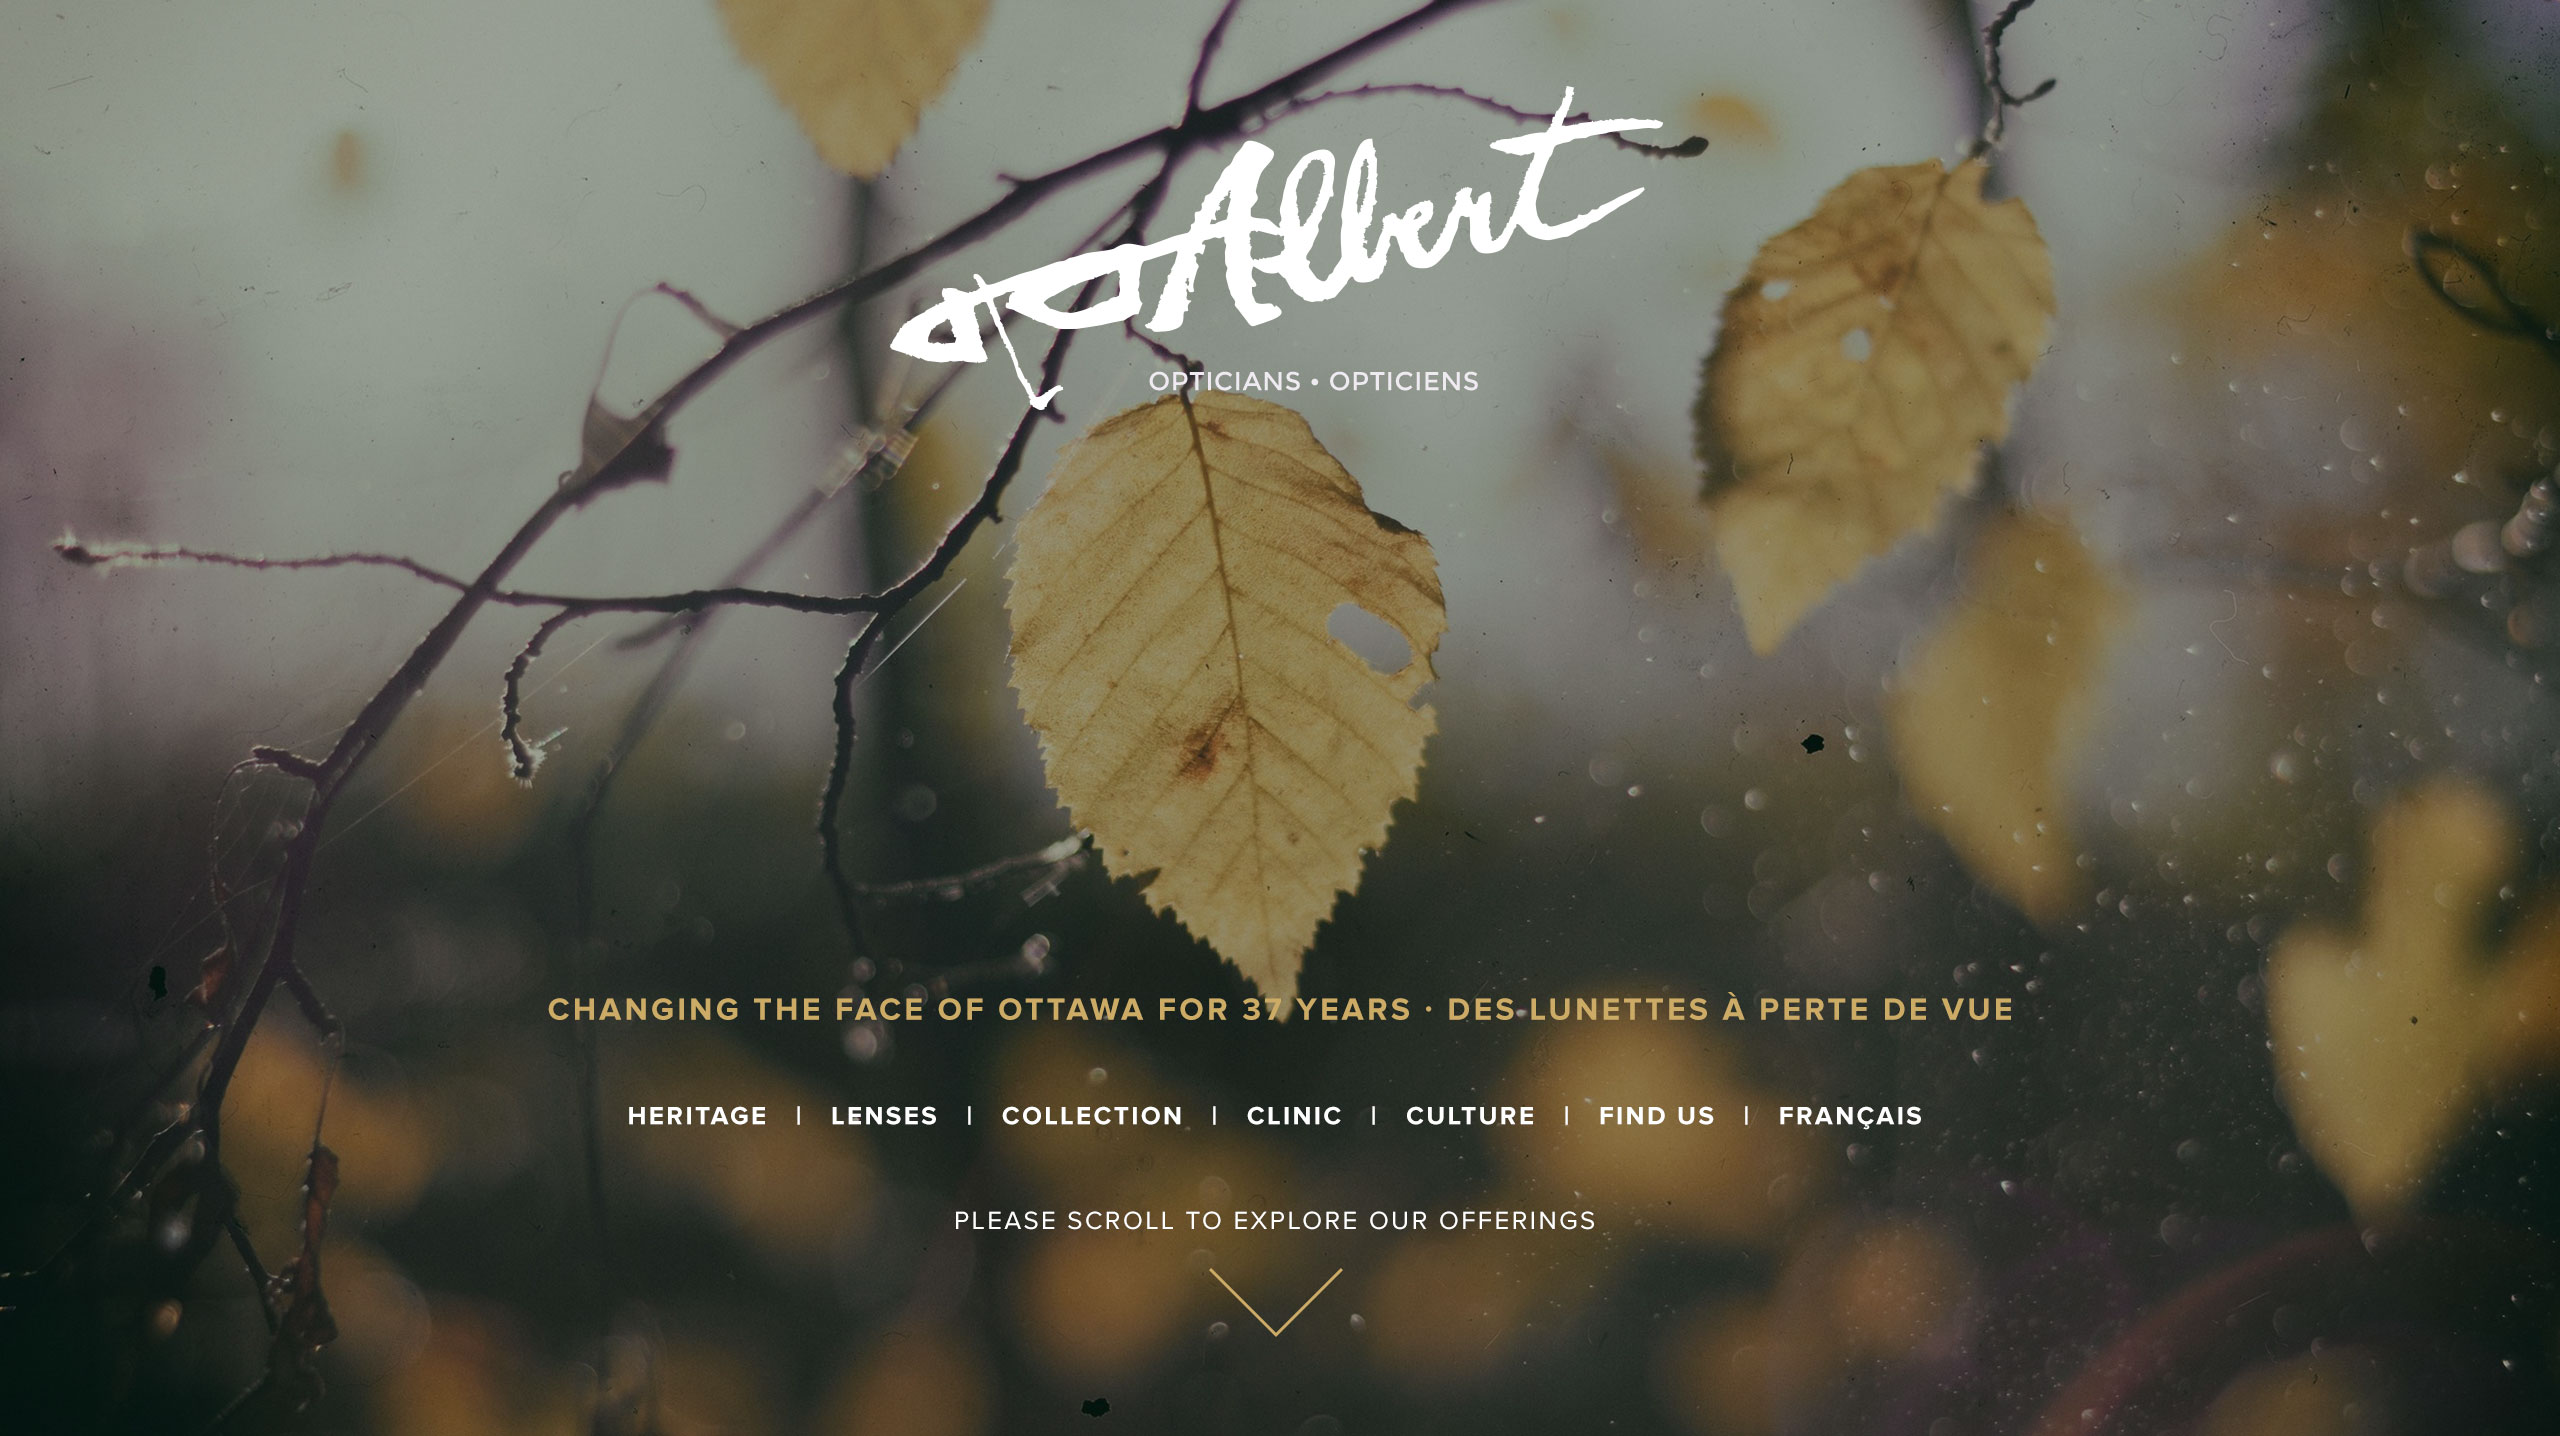 Albert
OPTICIANS • OPTICIENS
CHANGING THE FACE OF OTTAWA FOR 37 YEARS · DES LUNETTES À PERTE DE VUE
HERITAGE | LENSES | COLLECTION | CLINIC | CULTURE | FIND US | FRANÇAIS
PLEASE SCROLL TO EXPLORE OUR OFFERINGS